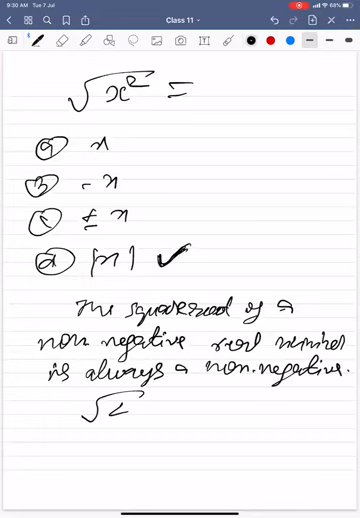 9:30 AM Tue 7 Jul
68%
Class 11
√x² =
a x
b - x
c ± x
d |x| ✓
The squareroot of a
non negative real number
is always a non-negative.
√